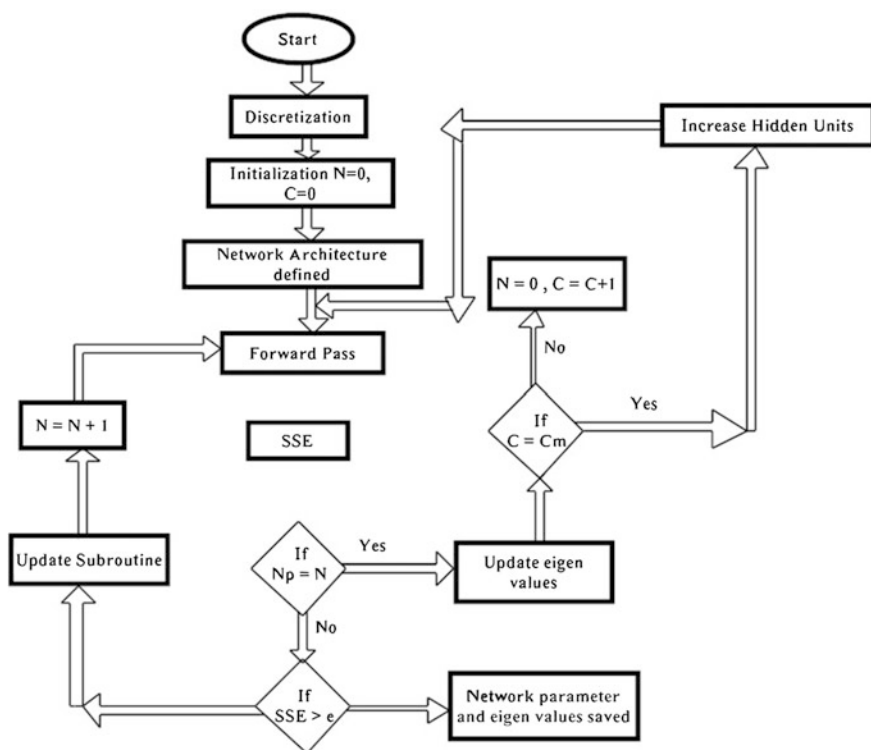 Start
Discretization
Increase Hidden Units
Initialization N=0,
C=0
Network Architecture
defined
N = 0 , C = C+1
Forward Pass
No
N = N + 1
If
C = Cm
Yes
SSE
Update Subroutine
If
Np = N
Yes
Update eigen
values
No
If
SSE > e
Network parameter
and eigen values saved